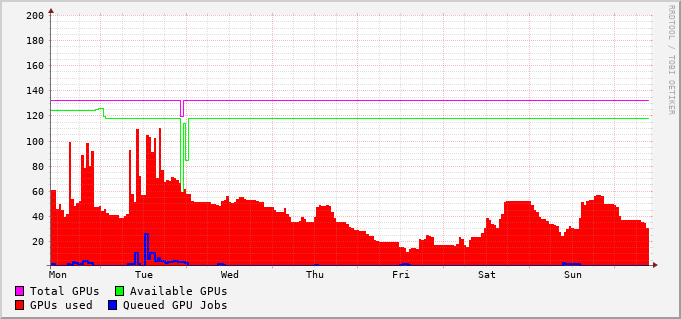 200
180
160
140
120
100
80
60
40
20
Mon Tue Wed Thu Fri Sat Sun
Total GPUs Available GPUs
GPUs used Queued GPU Jobs
RRDTOOL / TOBI OETIKER